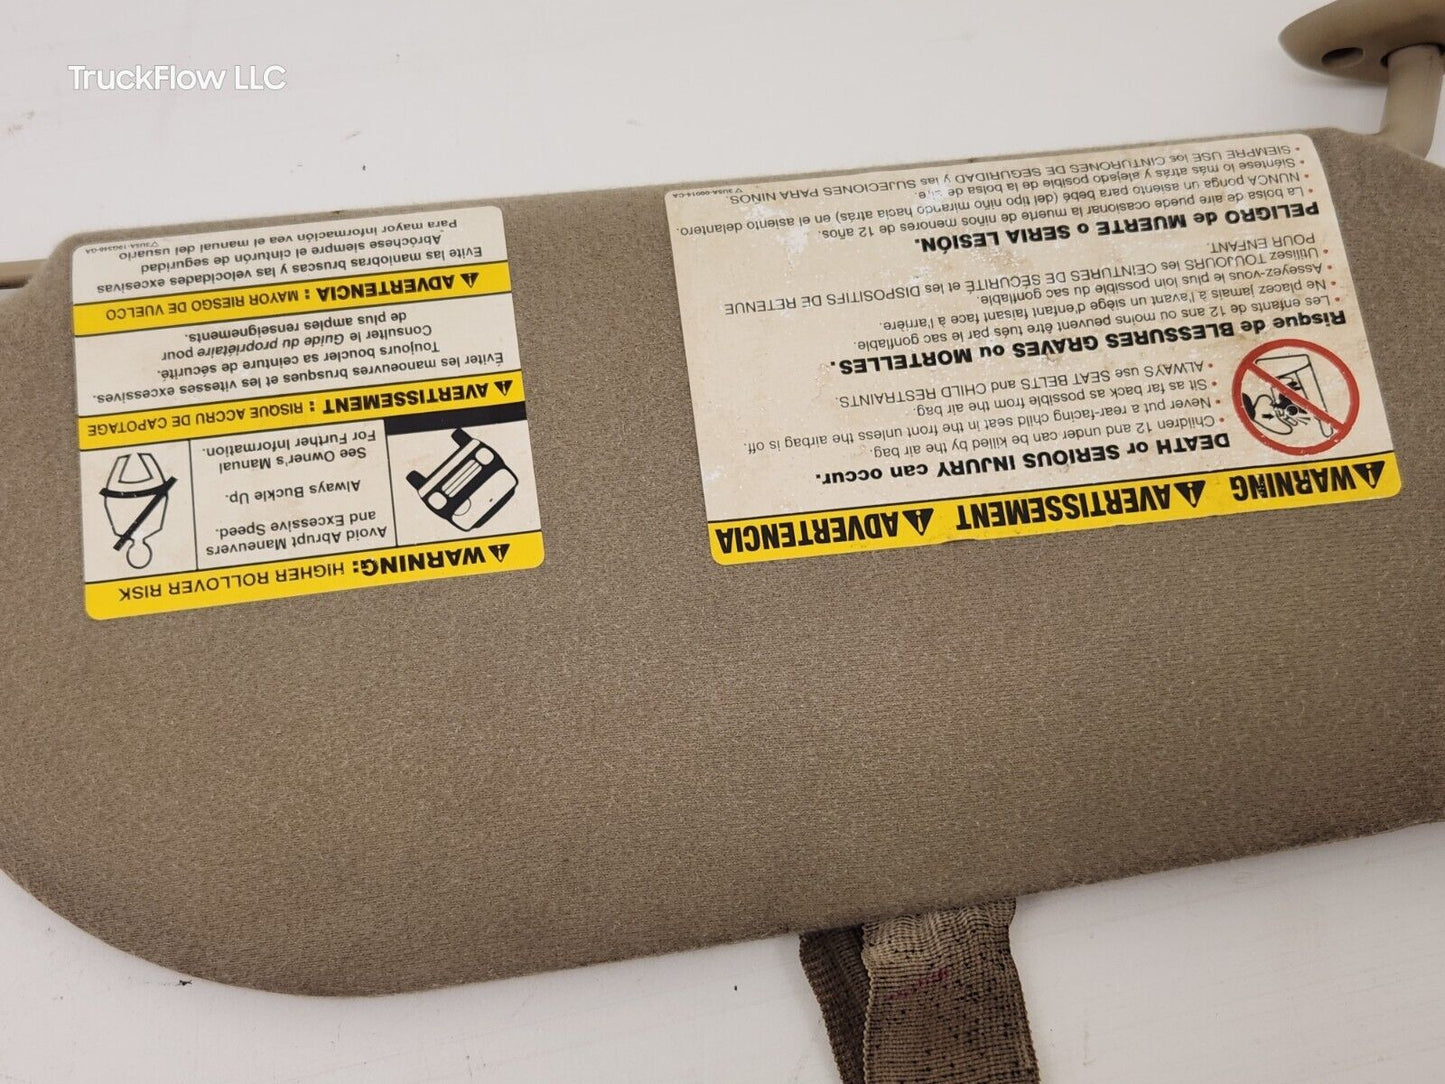 TruckFlow LLC
WARNING: HIGHER ROLLOVER RISK
Avoid Abrupt Maneuvers
and Excessive Speed.
Always Buckle Up.
See Owner's Manual
For Further Information.
AVERTISSEMENT : RISQUE ACCRU DE CAPOTAGE
Éviter les manoeuvres brusques et les vitesses excessives.
Toujours boucler sa ceinture de sécurité.
Consulter le Guide du propriétaire pour
de plus amples renseignements.
ADVERTENCIA : MAYOR RIESGO DE VUELCO
Evite las maniobras bruscas y las velocidades excesivas
Abróchese siempre el cinturón de seguridad
Para mayor información vea el manual del usuario
WARNING AVERTISSEMENT ADVERTENCIA
DEATH or SERIOUS INJURY can occur.
• Children 12 and under can be killed by the air bag.
• Never put a rear-facing child seat in the front unless the airbag is off.
• Sit as far back as possible from the air bag.
• ALWAYS use SEAT BELTS and CHILD RESTRAINTS.
Risque de BLESSURES GRAVES ou MORTELLES.
• Les enfants de 12 ans ou moins peuvent être tués par le sac gonflable.
• Ne placez jamais à l'avant un siège d'enfant faisant face à l'arrière.
• Asseyez-vous le plus loin possible du sac gonflable.
• Utilisez TOUJOURS les CEINTURES DE SÉCURITÉ et les DISPOSITIFS DE RETENUE
POUR ENFANT.
PELIGRO de MUERTE o SERIA LESIÓN.
• La bolsa de aire puede ocasionar la muerte de niños menores de 12 años.
• NUNCA ponga un asiento para bebé (del tipo mirando hacia atrás) en el asiento delantero.
• Siéntese lo más atrás y alejado posible de la bolsa de aire.
• SIEMPRE USE los CINTURONES DE SEGURIDAD y las SUJECIONES PARA NIÑOS.